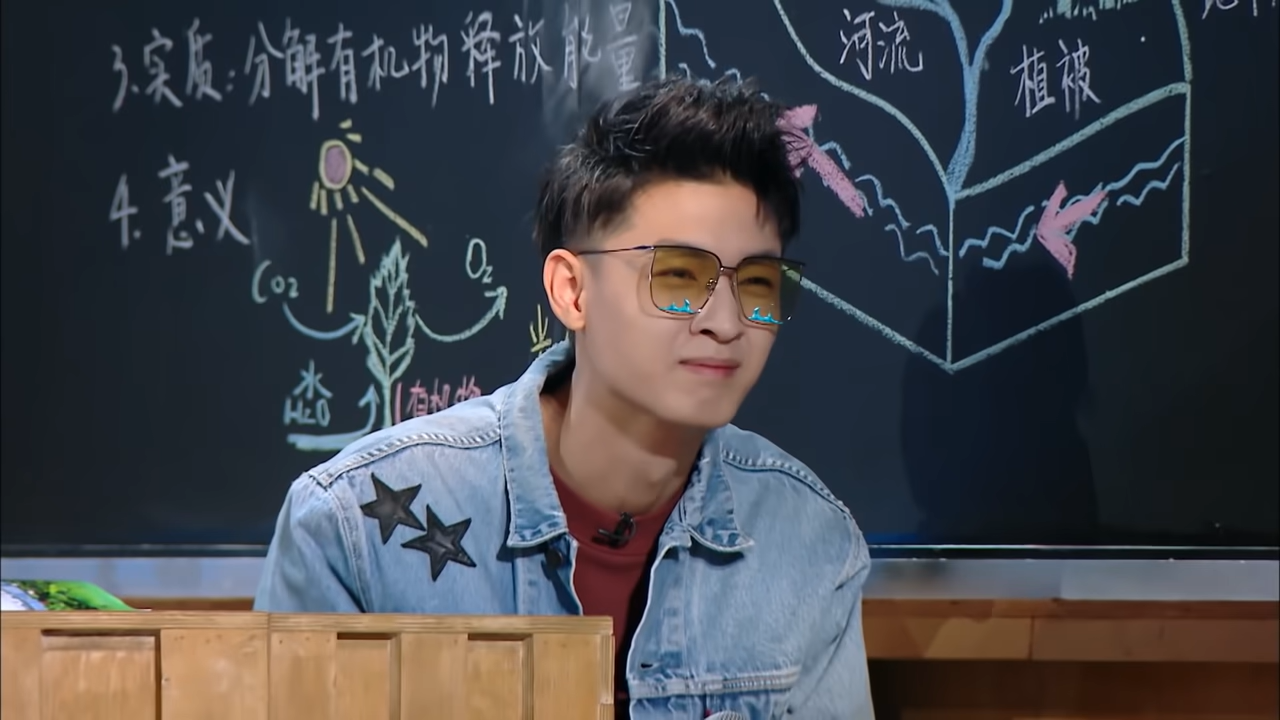 3.实质:分解有机物释放能量
4.意义
CO₂
O₂
水
H₂O
有机物
河流
植被